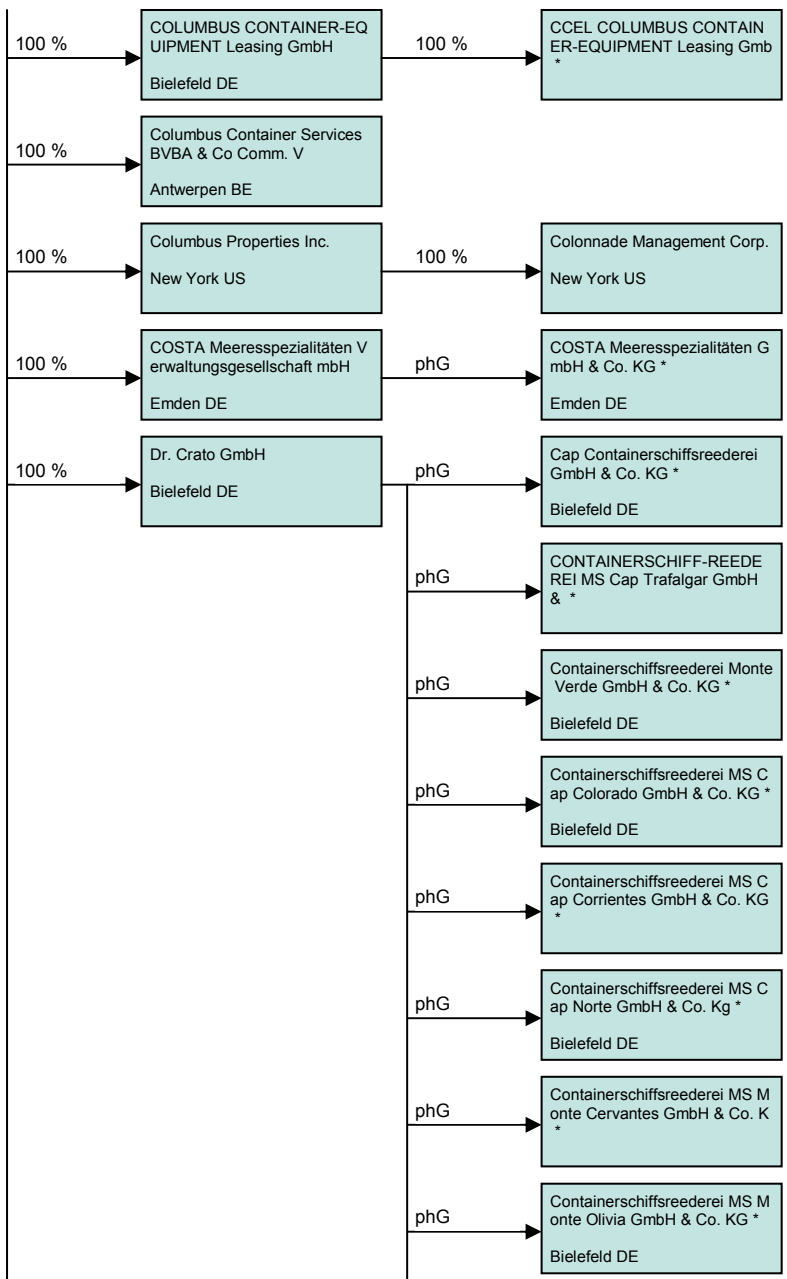 100 %
COLUMBUS CONTAINER-EQ
UIPMENT Leasing GmbH
Bielefeld DE
100 %
CCEL COLUMBUS CONTAIN
ER-EQUIPMENT Leasing Gmb
*
100 %
Columbus Container Services
BVBA & Co Comm. V
Antwerpen BE
100 %
Columbus Properties Inc.
New York US
100 %
Colonnade Management Corp.
New York US
100 %
COSTA Meeresspezialitäten V
erwaltungsgesellschaft mbH
Emden DE
phG
COSTA Meeresspezialitäten G
mbH & Co. KG *
Emden DE
100 %
Dr. Crato GmbH
Bielefeld DE
phG
Cap Containerschiffsreederei
GmbH & Co. KG *
Bielefeld DE
phG
CONTAINERSCHIFF-REEDE
REI MS Cap Trafalgar GmbH
& *
phG
Containerschiffsreederei Monte
Verde GmbH & Co. KG *
Bielefeld DE
phG
Containerschiffsreederei MS C
ap Colorado GmbH & Co. KG *
Bielefeld DE
phG
Containerschiffsreederei MS C
ap Corrientes GmbH & Co. KG
*
phG
Containerschiffsreederei MS C
ap Norte GmbH & Co. Kg *
Bielefeld DE
phG
Containerschiffsreederei MS M
onte Cervantes GmbH & Co. K
*
phG
Containerschiffsreederei MS M
onte Olivia GmbH & Co. KG *
Bielefeld DE